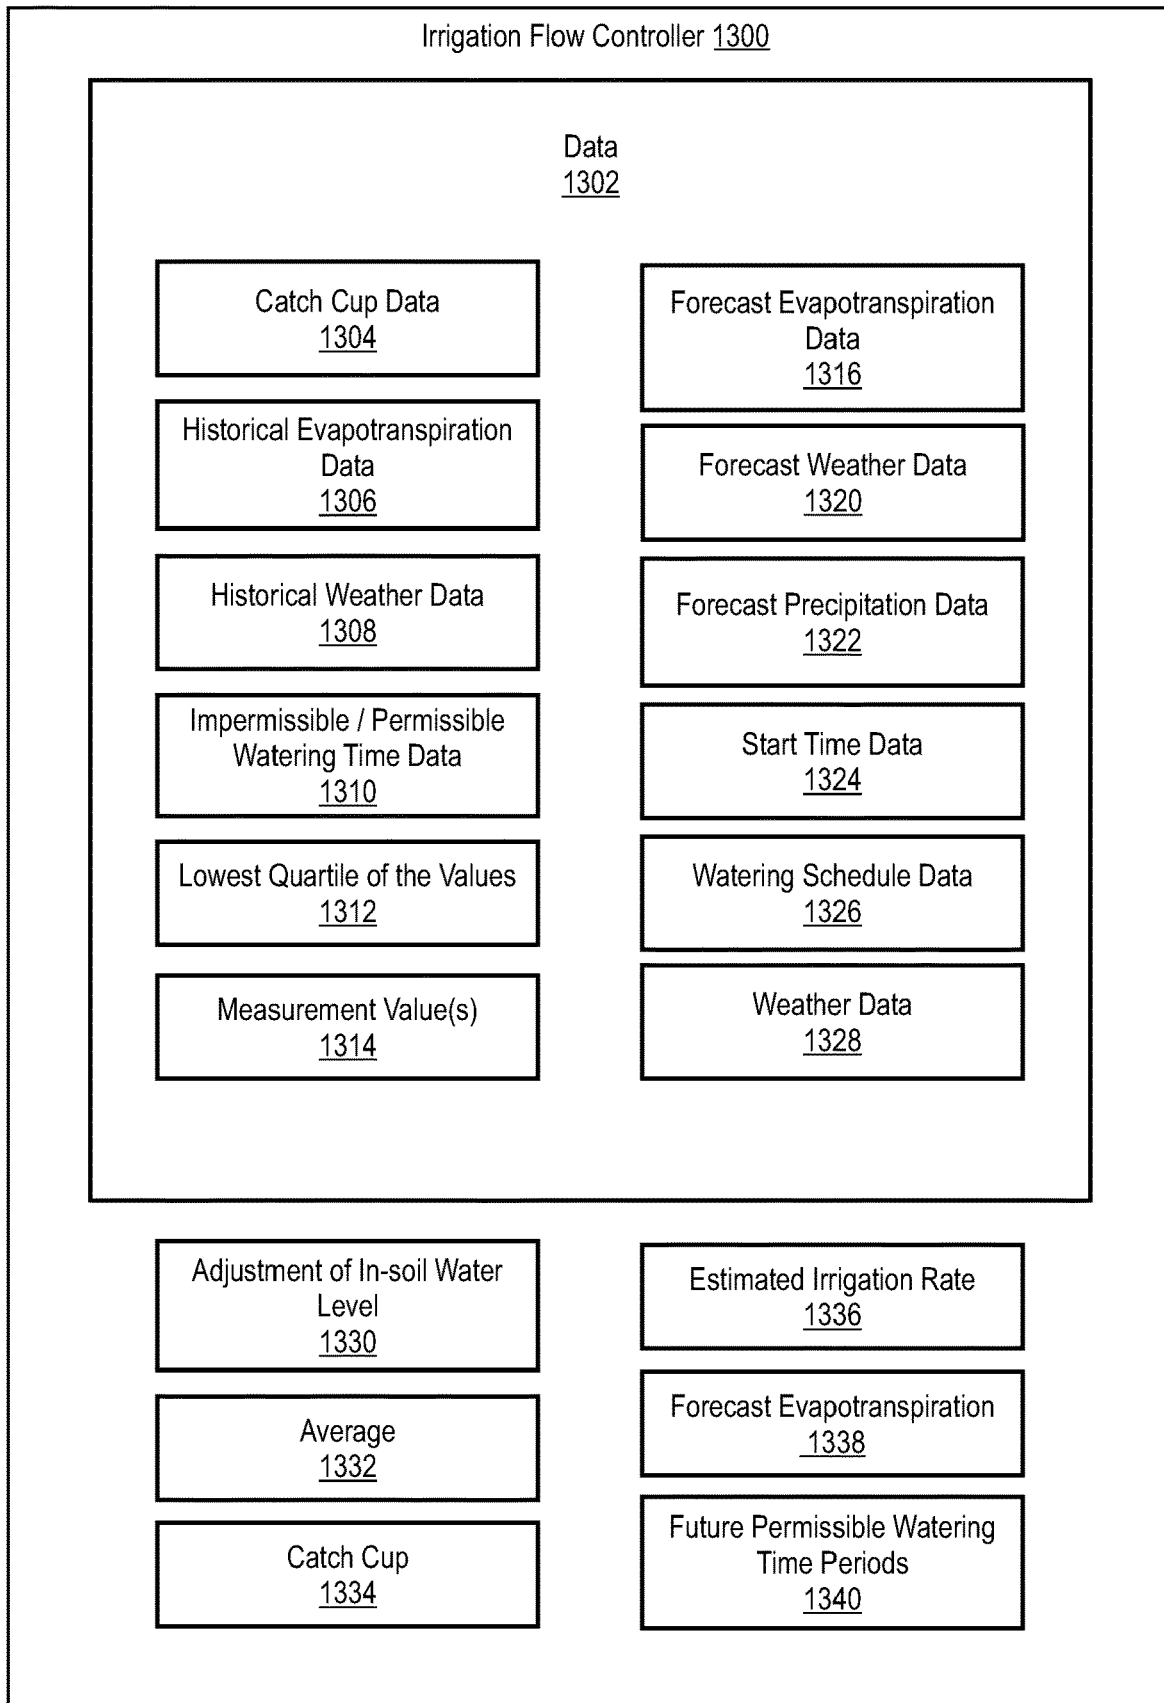 Irrigation Flow Controller 1300
Data
1302
Catch Cup Data
1304
Historical Evapotranspiration
Data
1306
Historical Weather Data
1308
Impermissible / Permissible
Watering Time Data
1310
Lowest Quartile of the Values
1312
Measurement Value(s)
1314
Forecast Evapotranspiration
Data
1316
Forecast Weather Data
1320
Forecast Precipitation Data
1322
Start Time Data
1324
Watering Schedule Data
1326
Weather Data
1328
Adjustment of In-soil Water
Level
1330
Average
1332
Catch Cup
1334
Estimated Irrigation Rate
1336
Forecast Evapotranspiration
1338
Future Permissible Watering
Time Periods
1340